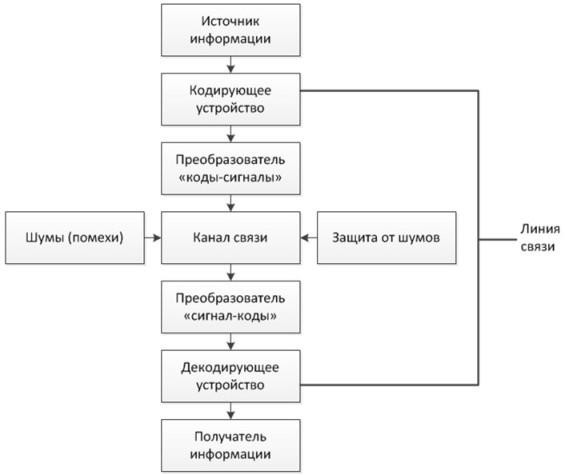 Источник
информации
Кодирующее
устройство
Преобразователь
«коды-сигналы»
Шумы (помехи)
Канал связи
Защита от шумов
Линия
связи
Преобразователь
«сигнал-коды»
Декодирующее
устройство
Получатель
информации